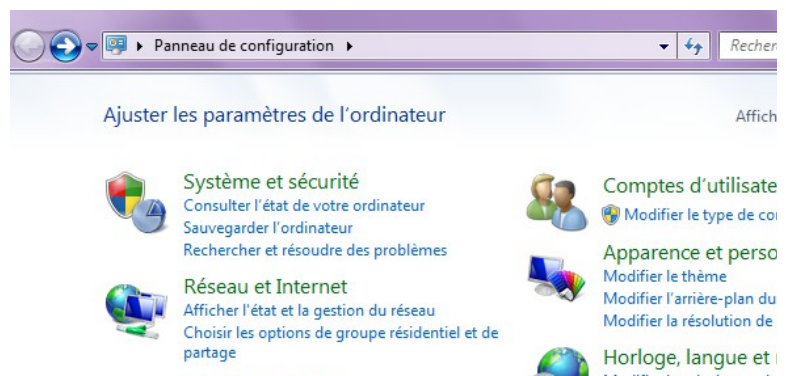 Panneau de configuration
Recher
Ajuster les paramètres de l'ordinateur
Affich
Système et sécurité
Consulter l'état de votre ordinateur
Sauvegarder l'ordinateur
Rechercher et résoudre des problèmes
Réseau et Internet
Afficher l'état et la gestion du réseau
Choisir les options de groupe résidentiel et de
partage
Comptes d'utilisate
Modifier le type de co
Apparence et perso
Modifier le thème
Modifier l'arrière-plan du
Modifier la résolution de
Horloge, langue et